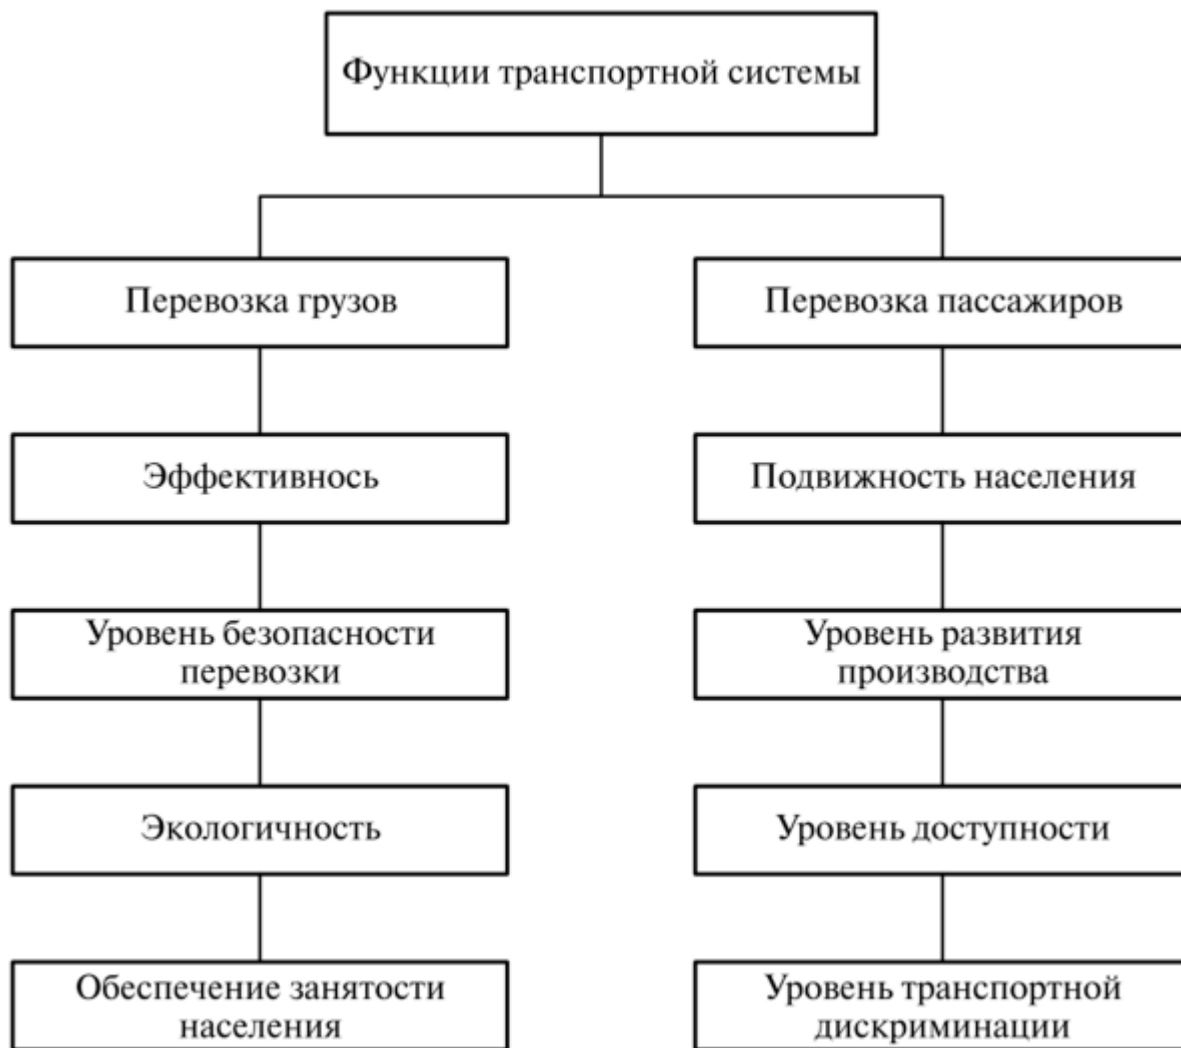 Функции транспортной системы
Перевозка грузов
Перевозка пассажиров
Эффективнось
Подвижность населения
Уровень безопасности
перевозки
Уровень развития
производства
Экологичность
Уровень доступности
Обеспечение занятости
населения
Уровень транспортной
дискриминации